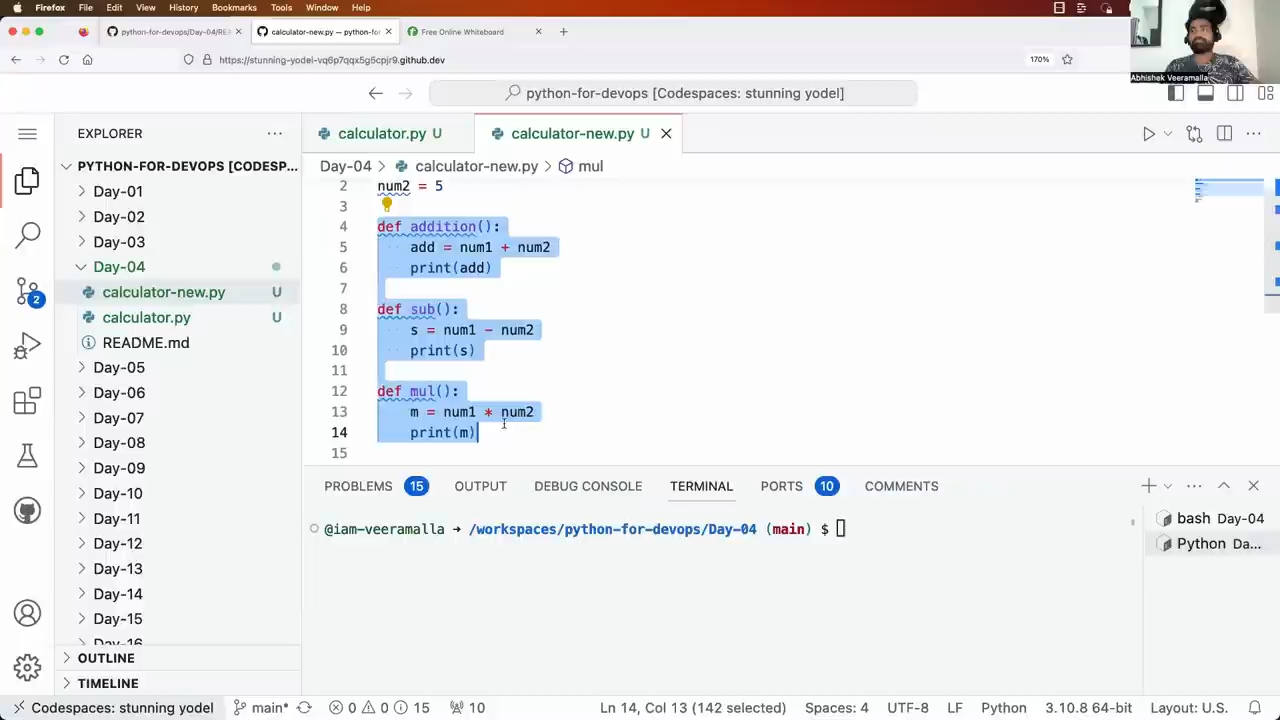 Firefox File Edit View History Bookmarks Tools Window Help
python-for-devops/Day-04/REA
calculator-new.py — python-for
Free Online Whiteboard
https://stunning-yodel-vq6p7qqx5g5cpjr9.github.dev
170%
Abhishek Veeramalla
python-for-devops [Codespaces: stunning yodel]
EXPLORER
calculator.py U
calculator-new.py U
PYTHON-FOR-DEVOPS [CODESP...
Day-04 > calculator-new.py > mul
Day-01
Day-02
Day-03
Day-04
calculator-new.py U
calculator.py U
README.md
Day-05
Day-06
Day-07
Day-08
Day-09
Day-10
Day-11
Day-12
Day-13
Day-14
Day-15
Day-16
OUTLINE
TIMELINE
2
2 num2 = 5
3
4 def addition():
5 add = num1 + num2
6 print(add)
7
8 def sub():
9 s = num1 - num2
10 print(s)
11
12 def mul():
13 m = num1 * num2
14 print(m)
15
PROBLEMS 15 OUTPUT DEBUG CONSOLE TERMINAL PORTS 10 COMMENTS
@iam-veeramalla → /workspaces/python-for-devops/Day-04 (main) $
bash Day-04
Python Da...
Codespaces: stunning yodel main* 0 0 15 10 Ln 14, Col 13 (142 selected) Spaces: 4 UTF-8 LF Python 3.10.8 64-bit Layout: U.S.